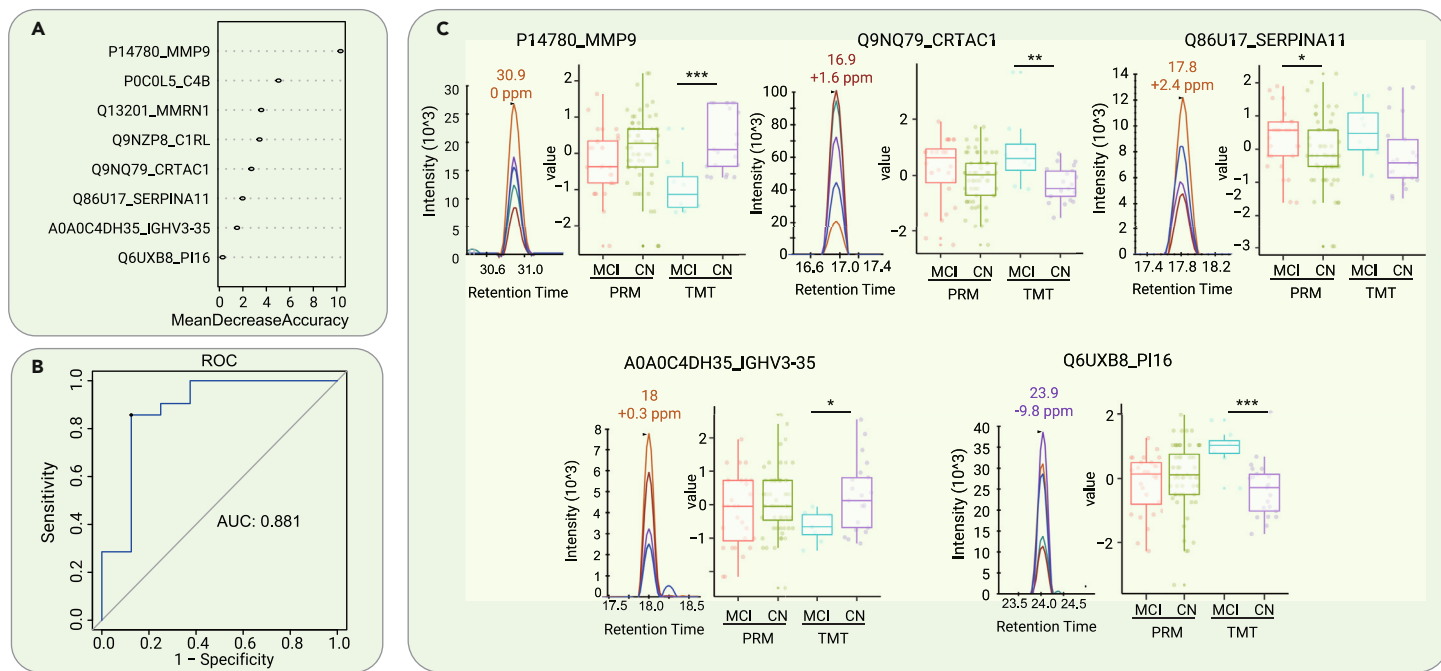 A
P14780_MMP9
P0C0L5_C4B
Q13201_MMRN1
Q9NZP8_C1RL
Q9NQ79_CRTAC1
Q86U17_SERPINA11
A0A0C4DH35_IGHV3-35
Q6UXB8_PI16
0 2 4 6 8 10
MeanDecreaseAccuracy
B
ROC
Sensitivity
1.0
0.8
0.6
0.4
0.2
0.0
AUC: 0.881
0.0 0.2 0.4 0.6 0.8 1.0
1 – Specificity
C
P14780_MMP9
30.9
0 ppm
Intensity (10^3)
30
25
20
15
10
5
0
30.6 31.0
Retention Time
value
2
1
0
−1
−2
***
MCI CN MCI CN
PRM TMT
Q9NQ79_CRTAC1
16.9
+1.6 ppm
Intensity (10^3)
100
90
80
70
60
50
40
30
20
10
0
16.6 17.0 17.4
Retention Time
value
2
0
−2
**
MCI CN MCI CN
PRM TMT
Q86U17_SERPINA11
17.8
+2.4 ppm
Intensity (10^3)
14
12
10
8
6
4
2
0
17.4 17.8 18.2
Retention Time
value
2
1
0
−1
−2
−3
*
MCI CN MCI CN
PRM TMT
A0A0C4DH35_IGHV3-35
18
+0.3 ppm
Intensity (10^3)
8
7
6
5
4
3
2
1
0
17.5 18.0 18.5
Retention Time
value
2
1
0
−1
*
MCI CN MCI CN
PRM TMT
Q6UXB8_PI16
23.9
-9.8 ppm
Intensity (10^3)
40
35
30
25
20
15
10
5
0
23.5 24.0 24.5
Retention Time
value
2
0
−2
***
MCI CN MCI CN
PRM TMT